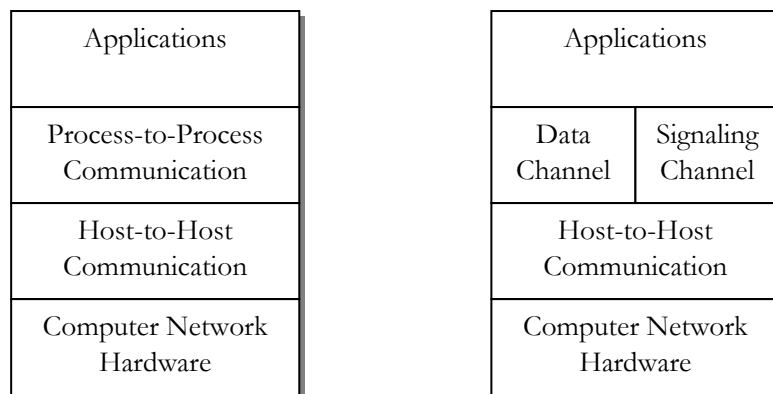 Applications
Process-to-Process
Communication
Host-to-Host
Communication
Computer Network
Hardware
Applications
Data
Channel
Signaling
Channel
Host-to-Host
Communication
Computer Network
Hardware